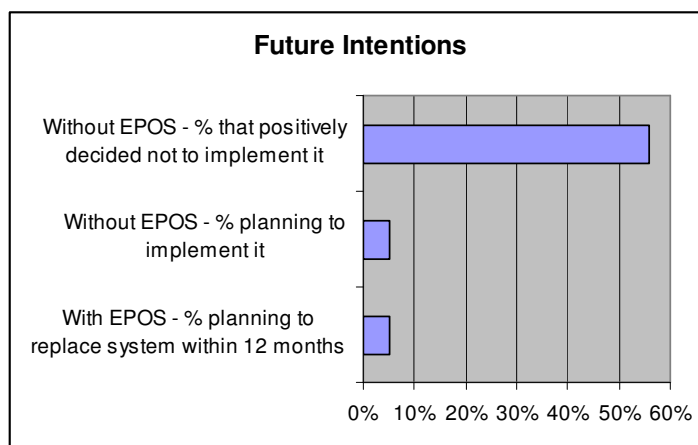 Future Intentions
Without EPOS - % that positively
decided not to implement it
Without EPOS - % planning to
implement it
With EPOS - % planning to
replace system within 12 months
0% 10% 20% 30% 40% 50% 60%